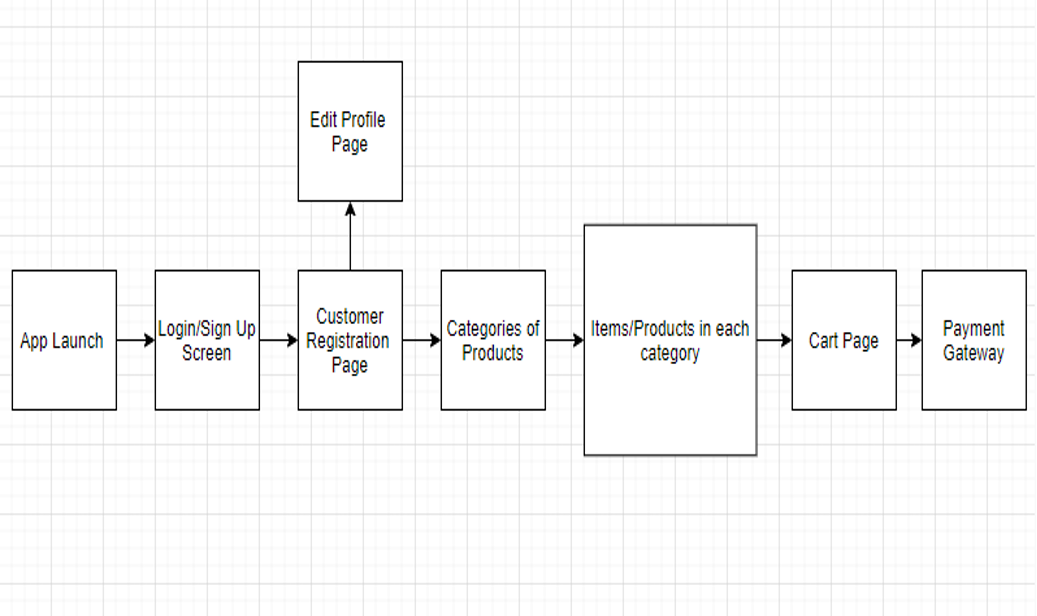 Edit Profile
Page
App Launch
Login/Sign Up
Screen
Customer
Registration
Page
Categories of
Products
Items/Products in each
category
Cart Page
Payment
Gateway